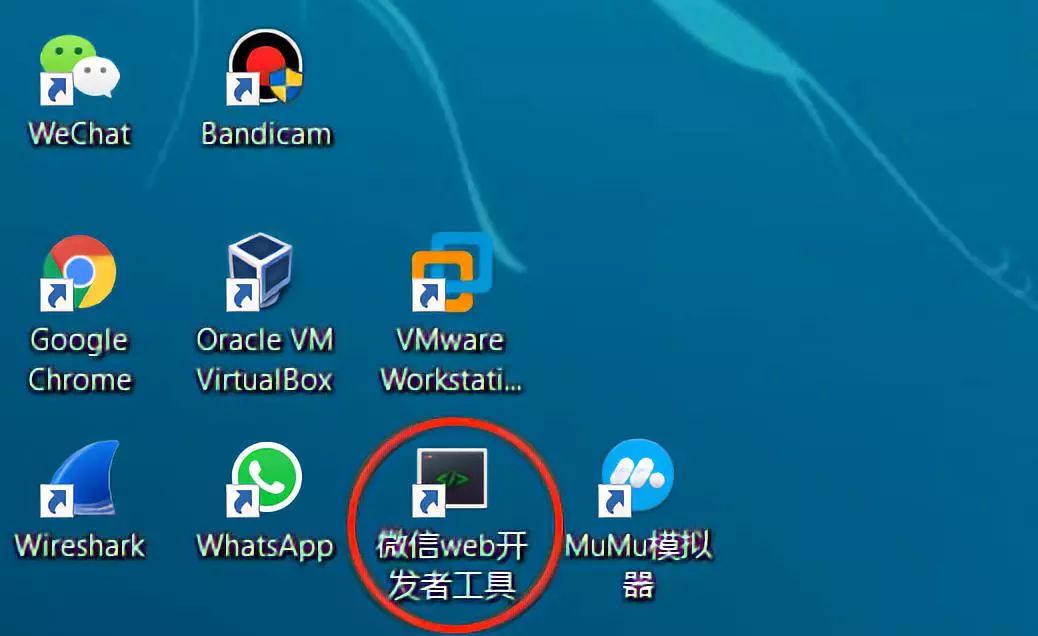 WeChat
Bandicam
Google
Chrome
Oracle VM
VirtualBox
VMware
Workstati...
Wireshark
WhatsApp
微信web开
发者工具
MuMu模拟
器